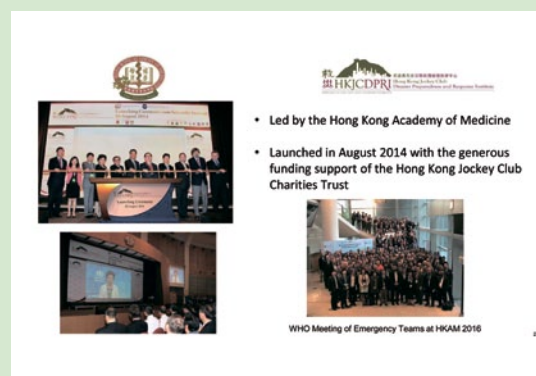 HKJCDPRI
Hong Kong Jockey Club
Disaster Preparedness and Response Institute
• Led by the Hong Kong Academy of Medicine
• Launched in August 2014 with the generous
funding support of the Hong Kong Jockey Club
Charities Trust
Launching Ceremony
WHO Meeting of Emergency Teams at HKAM 2016